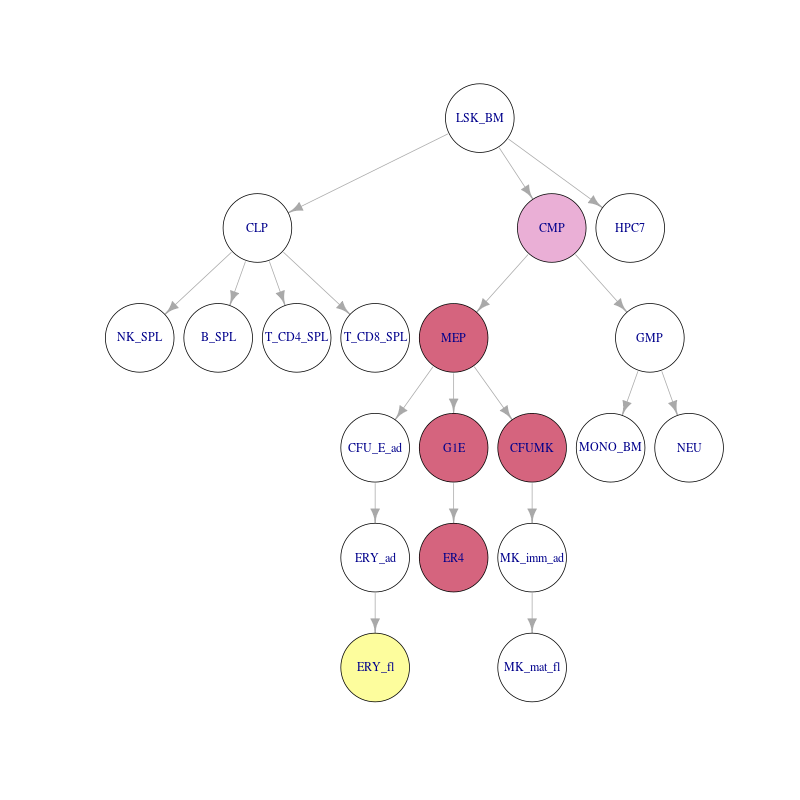 LSK_BM
CLP
CMP
HPC7
NK_SPL
B_SPL
T_CD4_SPL
T_CD8_SPL
MEP
GMP
CFU_E_ad
G1E
CFUMK
MONO_BM
NEU
ERY_ad
ER4
MK_imm_ad
ERY_fl
MK_mat_fl